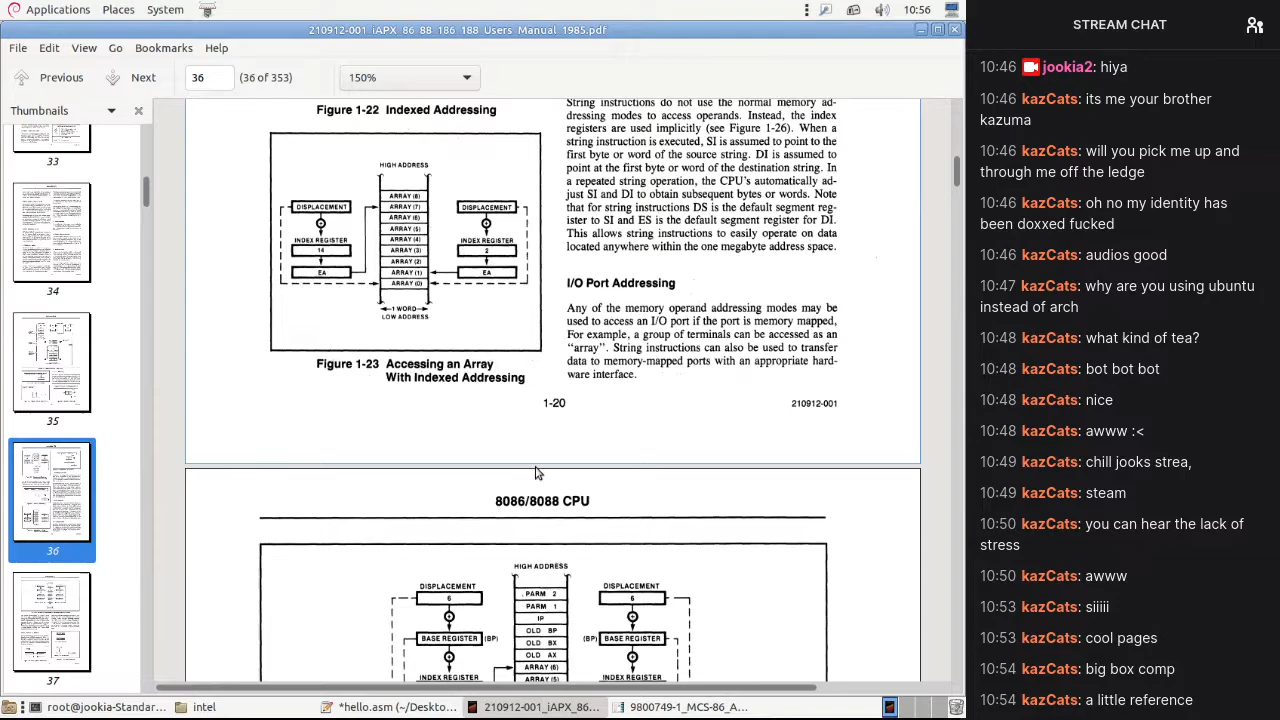 Applications Places System
10:56
210912-001_iAPX_86_88_186_188_Users_Manual_1985.pdf
File Edit View Go Bookmarks Help
Previous Next 36 (36 of 353) 150%
Thumbnails
33
34
35
36
37
Figure 1-22 Indexed Addressing
HIGH ADDRESS
ARRAY (8)
DISPLACEMENT ARRAY (7) DISPLACEMENT
ARRAY (6)
ARRAY (5)
INDEX REGISTER ARRAY (4) INDEX REGISTER
14 ARRAY (3) 2
ARRAY (2)
EA ARRAY (1) EA
ARRAY (0)
1 WORD
LOW ADDRESS
Figure 1-23 Accessing an Array
With Indexed Addressing
String instructions do not use the normal memory ad-
dressing modes to access operands. Instead, the index
registers are used implicitly (see Figure 1-26). When a
string instruction is executed, SI is assumed to point to the
first byte or word of the source string. DI is assumed to
point at the first byte or word of the destination string. In
a repeated string operation, the CPU's automatically ad-
just SI and DI to obtain subsequent bytes or words. Note
that for string instructions DS is the default segment reg-
ister to SI and ES is the default segment register for DI.
This allows string instructions to easily operate on data
located anywhere within the one megabyte address space.
I/O Port Addressing
Any of the memory operand addressing modes may be
used to access an I/O port if the port is memory mapped,
For example, a group of terminals can be accessed as an
“array”. String instructions can also be used to transfer
data to memory-mapped ports with an appropriate hard-
ware interface.
1-20
210912-001
8086/8088 CPU
HIGH ADDRESS
DISPLACEMENT DISPLACEMENT
6 PARM 2 6
PARM 1
IP
OLD BP
BASE REGISTER (BP) OLD BX (BP) BASE REGISTER
OLD AX
ARRAY (6)
INDEX REGISTER ARRAY (5) INDEX REGISTER
root@jookia-Standar... intel *hello.asm (~/Deskto... 210912-001_iAPX_86... 9800749-1_MCS-86_A...
STREAM CHAT
10:46 jookia2: hiya
10:46 kazCats: its me your brother
kazuma
10:46 kazCats: will you pick me up and
through me off the ledge
10:46 kazCats: oh no my identity has
been doxxed fucked
10:46 kazCats: audios good
10:47 kazCats: why are you using ubuntu
instead of arch
10:48 kazCats: what kind of tea?
10:48 kazCats: bot bot bot
10:48 kazCats: nice
10:48 kazCats: awww :<
10:49 kazCats: chill jooks strea,
10:49 kazCats: steam
10:50 kazCats: you can hear the lack of
stress
10:50 kazCats: awww
10:53 kazCats: siiiii
10:53 kazCats: cool pages
10:54 kazCats: big box comp
10:54 kazCats: a little reference